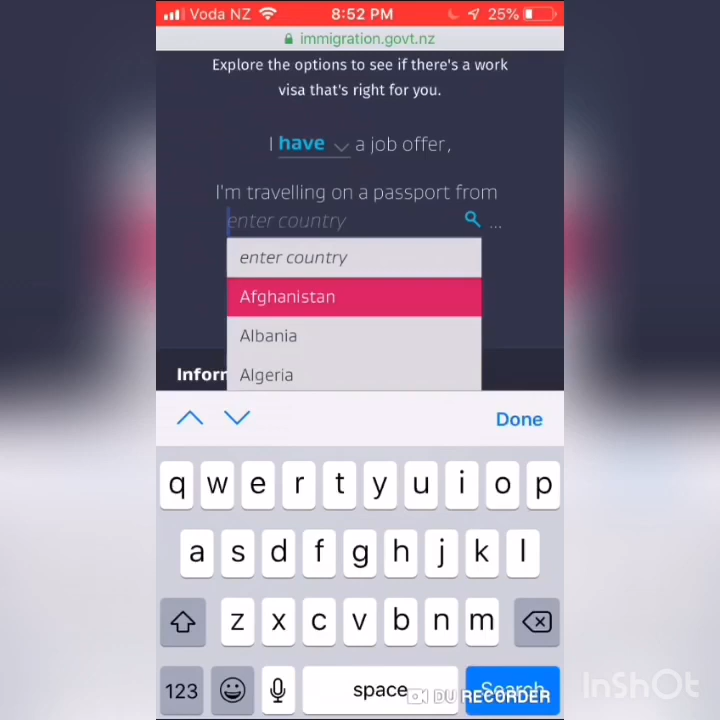 Voda NZ 8:52 PM 25%
immigration.govt.nz
Explore the options to see if there's a work
visa that's right for you.
I have a job offer,
I'm travelling on a passport from
enter country ...
enter country
Afghanistan
Albania
Algeria
Inforr
Done
q w e r t y u i o p
a s d f g h j k l
z x c v b n m
123 space Search
DU RECORDER
InShOt